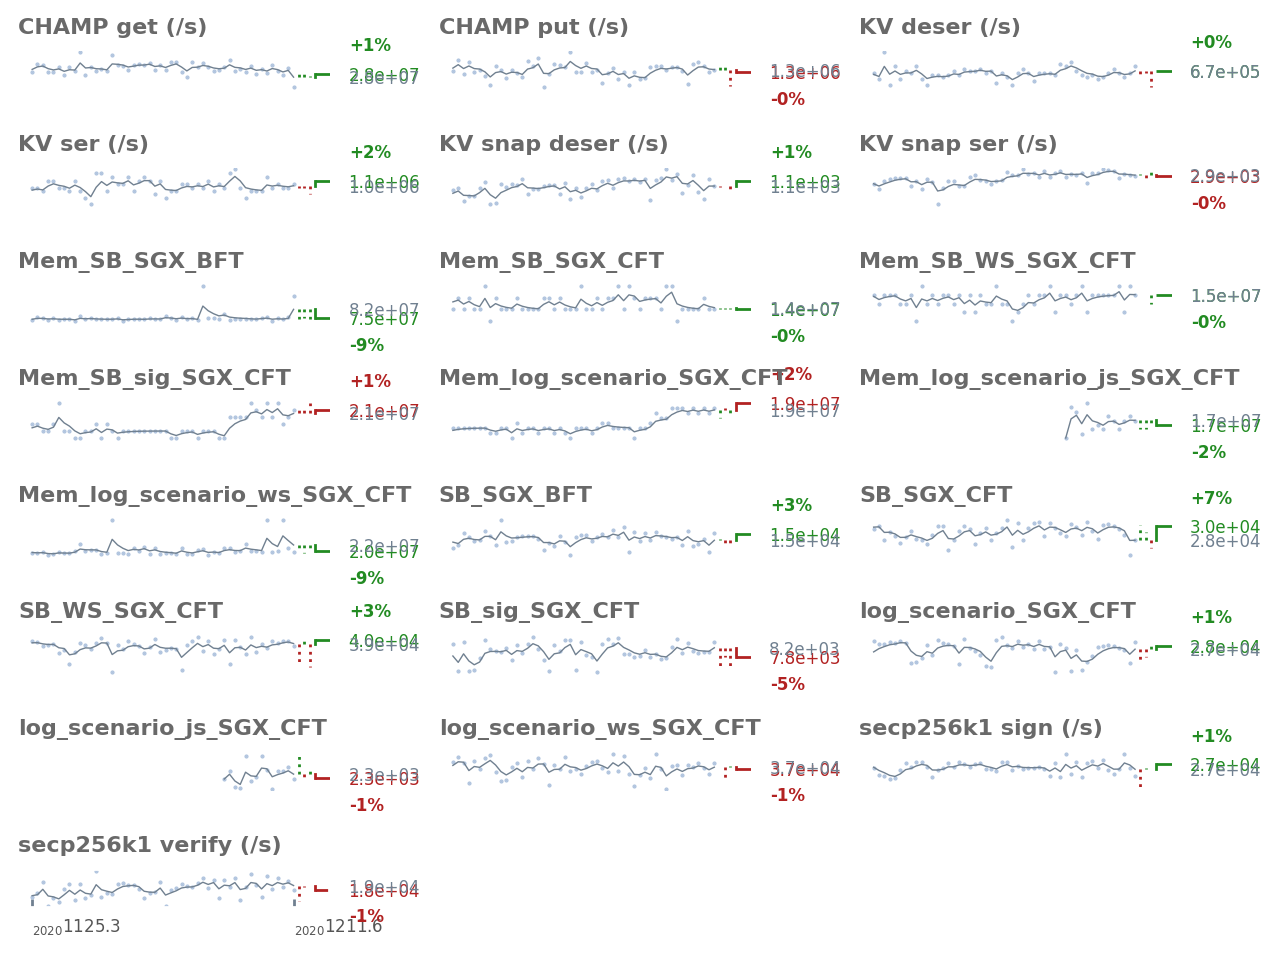 CHAMP get (/s)
+1%
2.8e+07
2.8e+07
CHAMP put (/s)
1.3e+06
1.3e+06
-0%
KV deser (/s)
+0%
6.7e+05
KV ser (/s)
+2%
1.1e+06
1.0e+06
KV snap deser (/s)
+1%
1.1e+03
1.1e+03
KV snap ser (/s)
2.9e+03
2.9e+03
-0%
Mem_SB_SGX_BFT
8.2e+07
7.5e+07
-9%
Mem_SB_SGX_CFT
1.4e+07
1.4e+07
-0%
Mem_SB_WS_SGX_CFT
1.5e+07
-0%
Mem_SB_sig_SGX_CFT
+1%
2.1e+07
2.1e+07
Mem_log_scenario_SGX_CFT
+2%
1.9e+07
1.9e+07
Mem_log_scenario_js_SGX_CFT
1.7e+07
1.7e+07
-2%
Mem_log_scenario_ws_SGX_CFT
2.2e+07
2.0e+07
-9%
SB_SGX_BFT
+3%
1.5e+04
1.5e+04
SB_SGX_CFT
+7%
3.0e+04
2.8e+04
SB_WS_SGX_CFT
+3%
4.0e+04
3.9e+04
SB_sig_SGX_CFT
8.2e+03
7.8e+03
-5%
log_scenario_SGX_CFT
+1%
2.8e+04
2.7e+04
log_scenario_js_SGX_CFT
2.3e+03
2.3e+03
-1%
log_scenario_ws_SGX_CFT
3.7e+04
3.7e+04
-1%
secp256k1 sign (/s)
+1%
2.7e+04
2.7e+04
secp256k1 verify (/s)
1.9e+04
1.8e+04
-1%
2020 1125.3
2020 1211.6